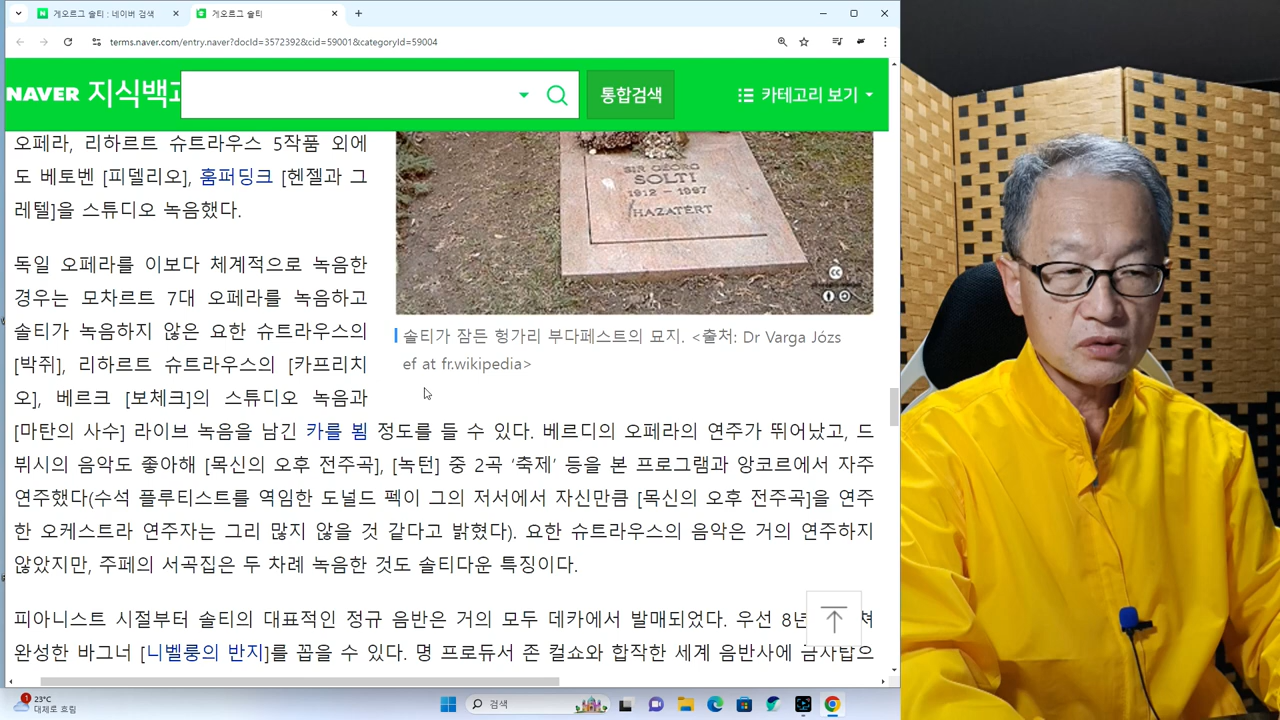 게오르그 솔티 : 네이버 검색
게오르그 솔티
terms.naver.com/entry.naver?docId=3572392&cid=59001&categoryId=59004
NAVER 지식백과
통합검색
카테고리 보기
오페라, 리하르트 슈트라우스 5작품 외에
도 베토벤 [피델리오], 훔퍼딩크 [헨젤과 그
레텔]을 스튜디오 녹음했다.
SIR GEORG
SOLTI
1912 - 1997
HAZATÉRT
솔티가 잠든 헝가리 부다페스트의 묘지. <출처: Dr Varga Józs
ef at fr.wikipedia>
독일 오페라를 이보다 체계적으로 녹음한
경우는 모차르트 7대 오페라를 녹음하고
솔티가 녹음하지 않은 요한 슈트라우스의
[박쥐], 리하르트 슈트라우스의 [카프리치
오], 베르크 [보체크]의 스튜디오 녹음과
[마탄의 사수] 라이브 녹음을 남긴 카를 뵘 정도를 들 수 있다. 베르디의 오페라의 연주가 뛰어났고, 드
뷔시의 음악도 좋아해 [목신의 오후 전주곡], [녹턴] 중 2곡 ‘축제’ 등을 본 프로그램과 앙코르에서 자주
연주했다(수석 플루티스트를 역임한 도널드 펙이 그의 저서에서 자신만큼 [목신의 오후 전주곡]을 연주
한 오케스트라 연주자는 그리 많지 않을 것 같다고 밝혔다). 요한 슈트라우스의 음악은 거의 연주하지
않았지만, 주페의 서곡집은 두 차례 녹음한 것도 솔티다운 특징이다.
피아니스트 시절부터 솔티의 대표적인 정규 음반은 거의 모두 데카에서 발매되었다. 우선 8년 쳐
완성한 바그너 [니벨룽의 반지]를 꼽을 수 있다. 명 프로듀서 존 컬쇼와 합작한 세계 음반사에 금자탑으
1
23°C
대체로 흐림
검색